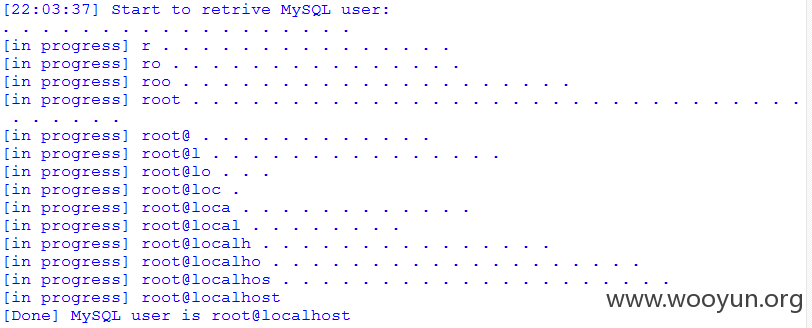 [22:03:37] Start to retrive MySQL user:
. . . . . . . . . . . . . . . . . .
[in progress] r . . . . . . . . . . . . . . .
[in progress] ro . . . . . . . . . . . . . . .
[in progress] roo . . . . . . . . . . . . . . . . . . . . . . . . .
[in progress] root . . . . . . . . . . . . . . . . . . . . . . . . . . . . . . .
. . . . . .
[in progress] root@ . . . . . . . . . . . .
[in progress] root@l . . . . . . . . . . . . . . .
[in progress] root@lo . . .
[in progress] root@loc .
[in progress] root@loca . . . . . . . . . . . .
[in progress] root@local . . . . . . . .
[in progress] root@localh . . . . . . . . . . . . . . .
[in progress] root@localho . . . . . . . . . . . . . . . . . . .
[in progress] root@localhos . . . . . . . . . . . . . . . . . . . .
[in progress] root@localhost
[Done] MySQL user is root@localhost
www.wooyun.org